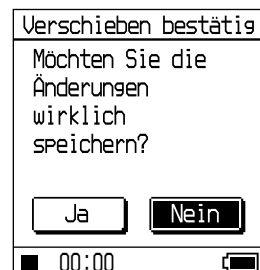 Verschieben bestätig
Möchten Sie die
Änderungen
wirklich
speichern?
Ja Nein
00:00